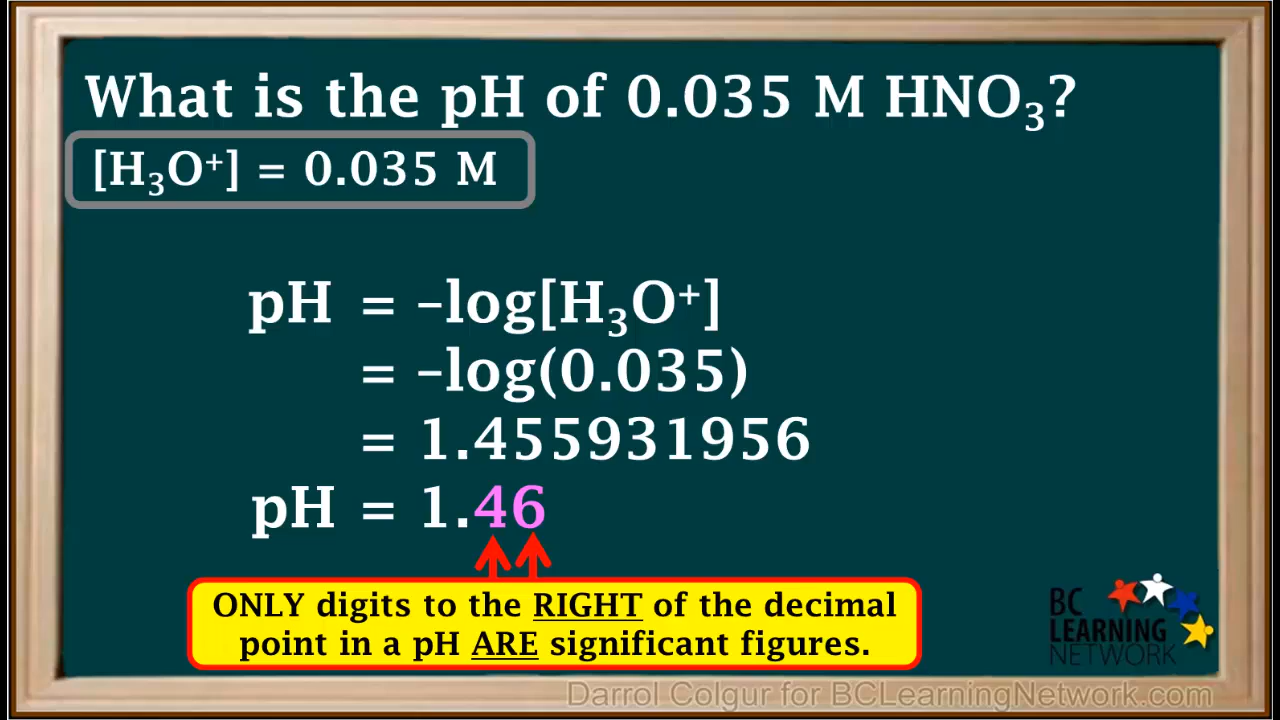 What is the pH of 0.035 M HNO₃?
[H₃O⁺] = 0.035 M
pH = –log[H₃O⁺]
= –log(0.035)
= 1.455931956
pH = 1.46
ONLY digits to the RIGHT of the decimal
point in a pH ARE significant figures.
BC
LEARNING
NETWORK
Darrol Colgur for BCLearningNetwork.com